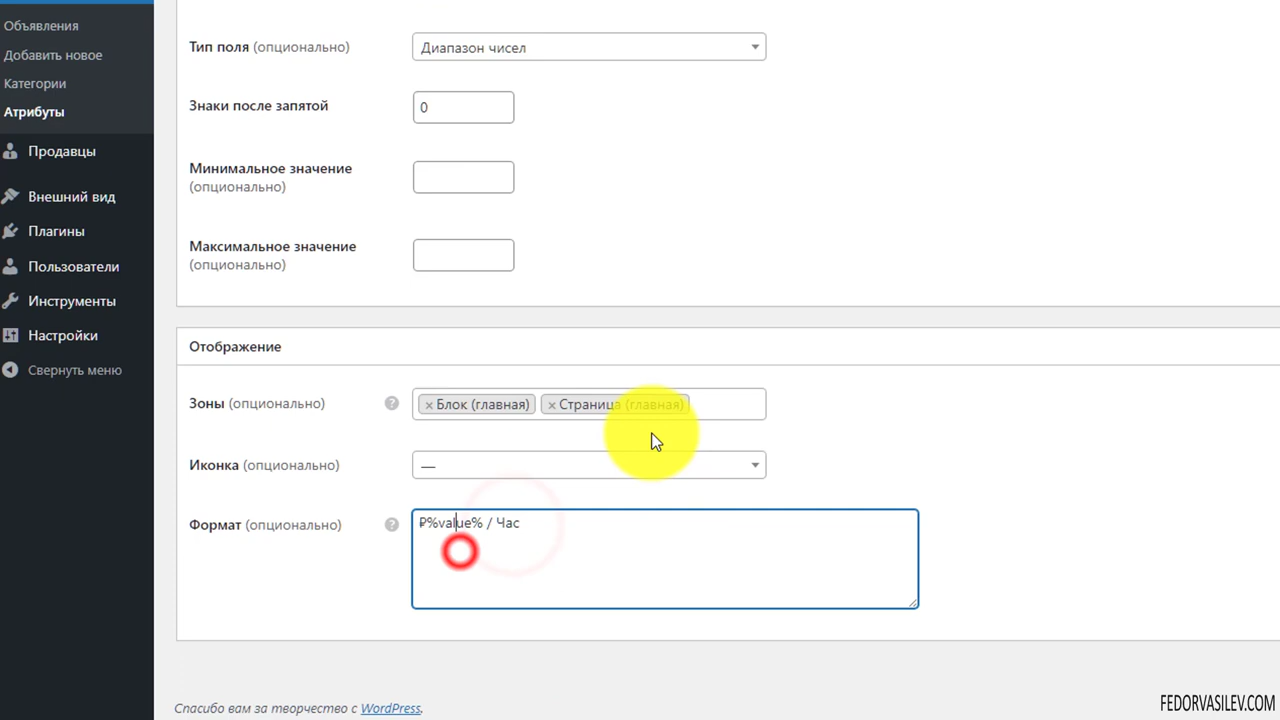 Объявления
Добавить новое
Категории
Атрибуты
Продавцы
Внешний вид
Плагины
Пользователи
Инструменты
Настройки
Свернуть меню
Тип поля (опционально)
Диапазон чисел
Знаки после запятой
0
Минимальное значение
(опционально)
Максимальное значение
(опционально)
Отображение
Зоны (опционально) ?
× Блок (главная) × Страница (главная)
Иконка (опционально)
—
Формат (опционально) ?
₽%value% / Час
Спасибо вам за творчество с WordPress.
FEDORVASILEV.COM